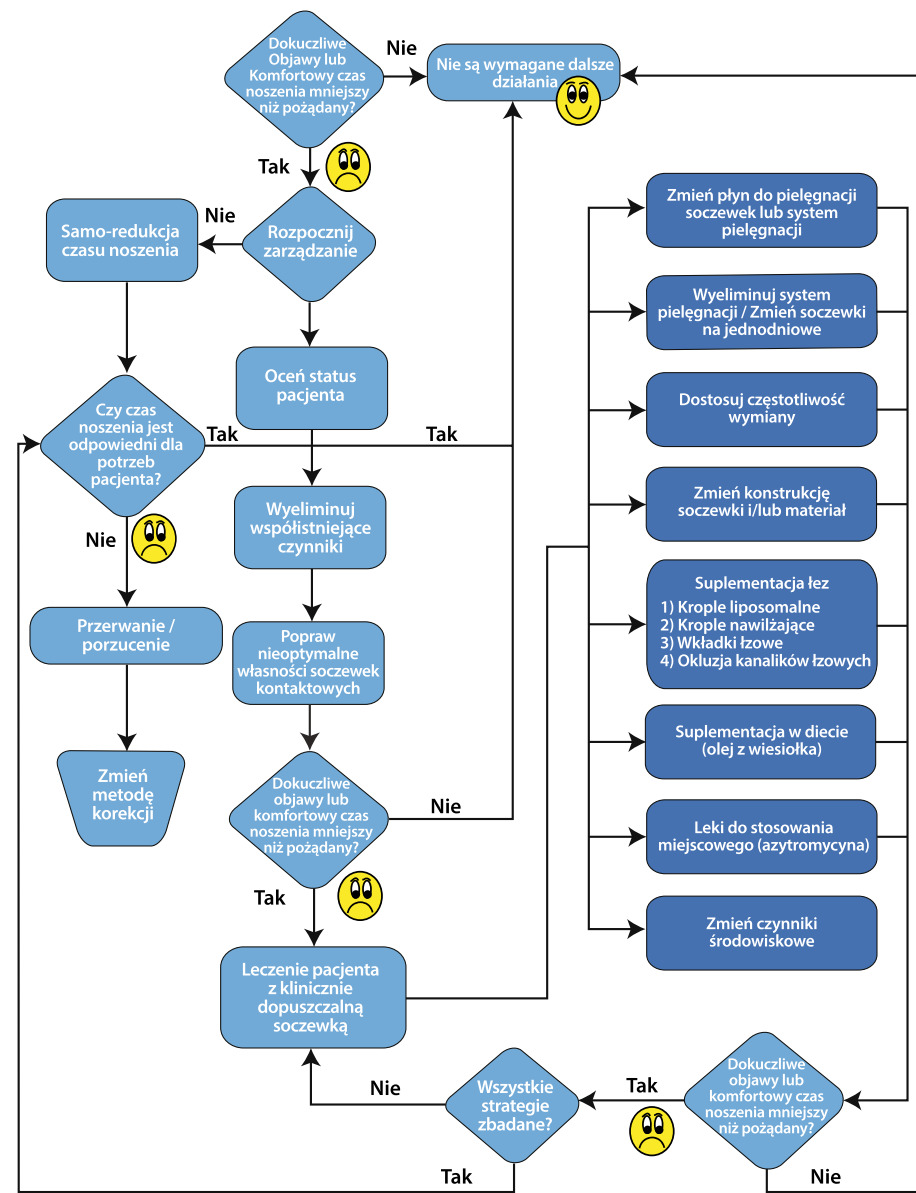 Dokuczliwe
Objawy lub
Komfortowy czas
noszenia mniejszy
niż pożądany?
Nie
Nie są wymagane dalsze
działania
Tak
Rozpocznij
zarządzanie
Nie
Samo-redukcja
czasu noszenia
Oceń status
pacjenta
Czy czas
noszenia jest
odpowiedni dla
potrzeb
pacjenta?
Tak
Tak
Nie
Wyeliminuj
współistniejące
czynniki
Przerwanie /
porzucenie
Popraw
nieoptymalne
własności soczewek
kontaktowych
Zmień
metodę
korekcji
Dokuczliwe
objawy lub
komfortowy czas
noszenia mniejszy
niż pożądany?
Nie
Tak
Leczenie pacjenta
z klinicznie
dopuszczalną
soczewką
Zmień płyn do pielęgnacji
soczewek lub system
pielęgnacji
Wyeliminuj system
pielęgnacji / Zmień soczewki
na jednodniowe
Dostosuj częstotliwość
wymiany
Zmień konstrukcję
soczewki i/lub materiał
Suplementacja łez
1) Krople liposomalne
2) Krople nawilżające
3) Wkładki łzowe
4) Okluzja kanalików łzowych
Suplementacja w diecie
(olej z wiesiołka)
Leki do stosowania
miejscowego (azytromycyna)
Zmień czynniki
środowiskowe
Dokuczliwe
objawy lub
komfortowy czas
noszenia mniejszy
niż pożądany?
Tak
Nie
Wszystkie
strategie
zbadane?
Nie
Tak